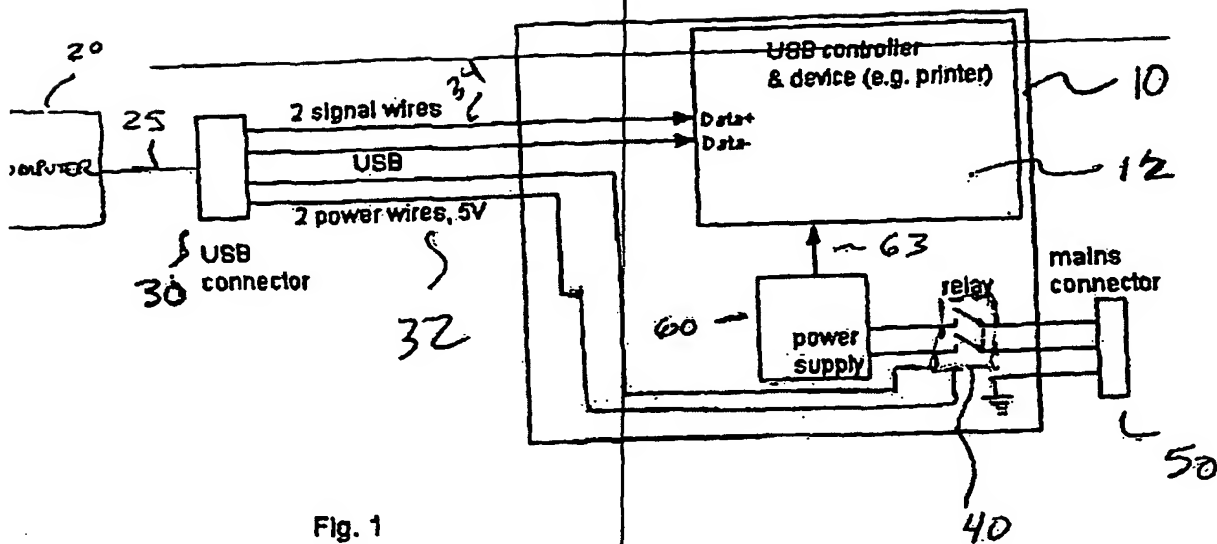 20
25
OMPUTER
2 signal wires
34
USB
2 power wires, 5V
30
USB
connector
32
USB controller
& device (e.g. printer)
Data+
Data-
10
12
63
60
power
supply
relay
mains
connector
50
40
Fig. 1